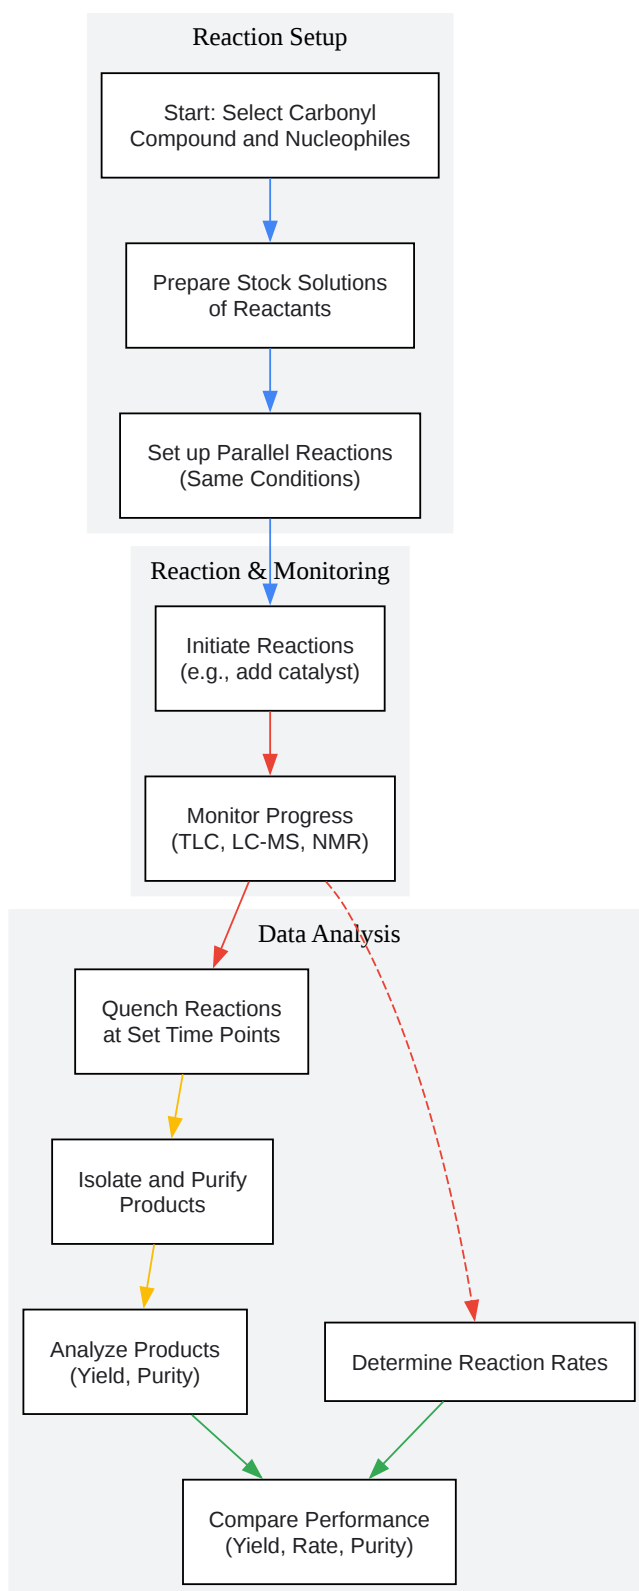 Reaction Setup
Start: Select Carbonyl
Compound and Nucleophiles
Prepare Stock Solutions
of Reactants
Set up Parallel Reactions
(Same Conditions)
Reaction & Monitoring
Initiate Reactions
(e.g., add catalyst)
Monitor Progress
(TLC, LC-MS, NMR)
Data Analysis
Quench Reactions
at Set Time Points
Isolate and Purify
Products
Analyze Products
(Yield, Purity)
Determine Reaction Rates
Compare Performance
(Yield, Rate, Purity)